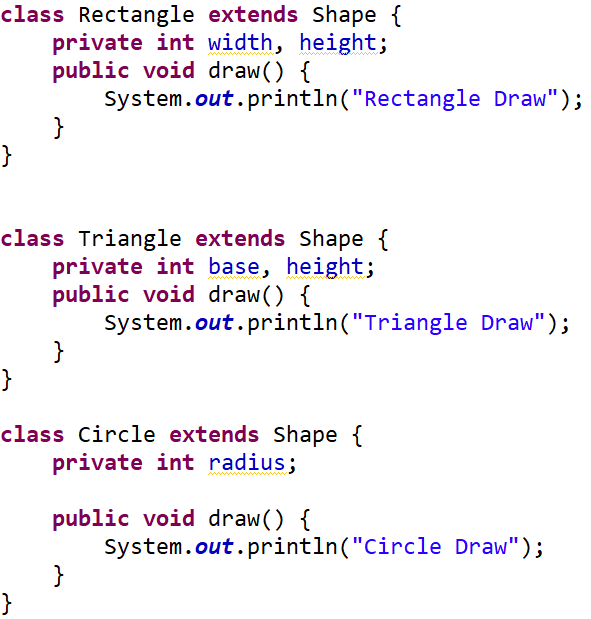 class Rectangle extends Shape {
    private int width, height;
    public void draw() {
        System.out.println("Rectangle Draw");
    }
}
class Triangle extends Shape {
    private int base, height;
    public void draw() {
        System.out.println("Triangle Draw");
    }
}
class Circle extends Shape {
    private int radius;
    public void draw() {
        System.out.println("Circle Draw");
    }
}